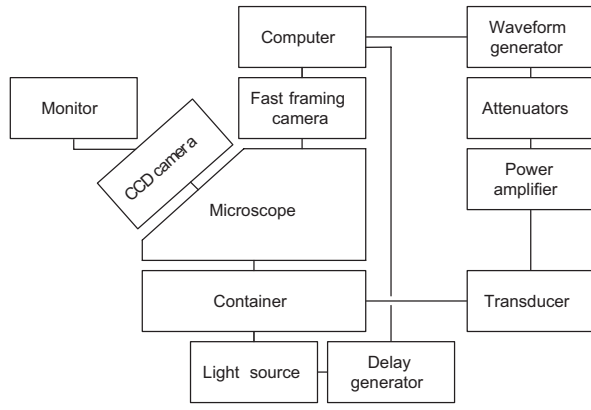 Computer
Waveform
generator
Monitor
Fast framing
camera
Attenuators
CCD camera
Microscope
Power
amplifier
Container
Transducer
Light source
Delay
generator